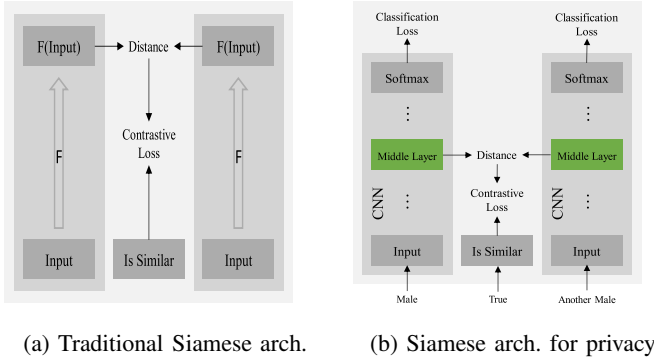 F(Input)
Distance
F(Input)
F
Contrastive
Loss
F
Input
Is Similar
Input
(a) Traditional Siamese arch.
Classification
Loss
Classification
Loss
Softmax
Softmax
Middle Layer
Distance
Middle Layer
CNN
Contrastive
Loss
CNN
Input
Is Similar
Input
Male
True
Another Male
(b) Siamese arch. for privacy